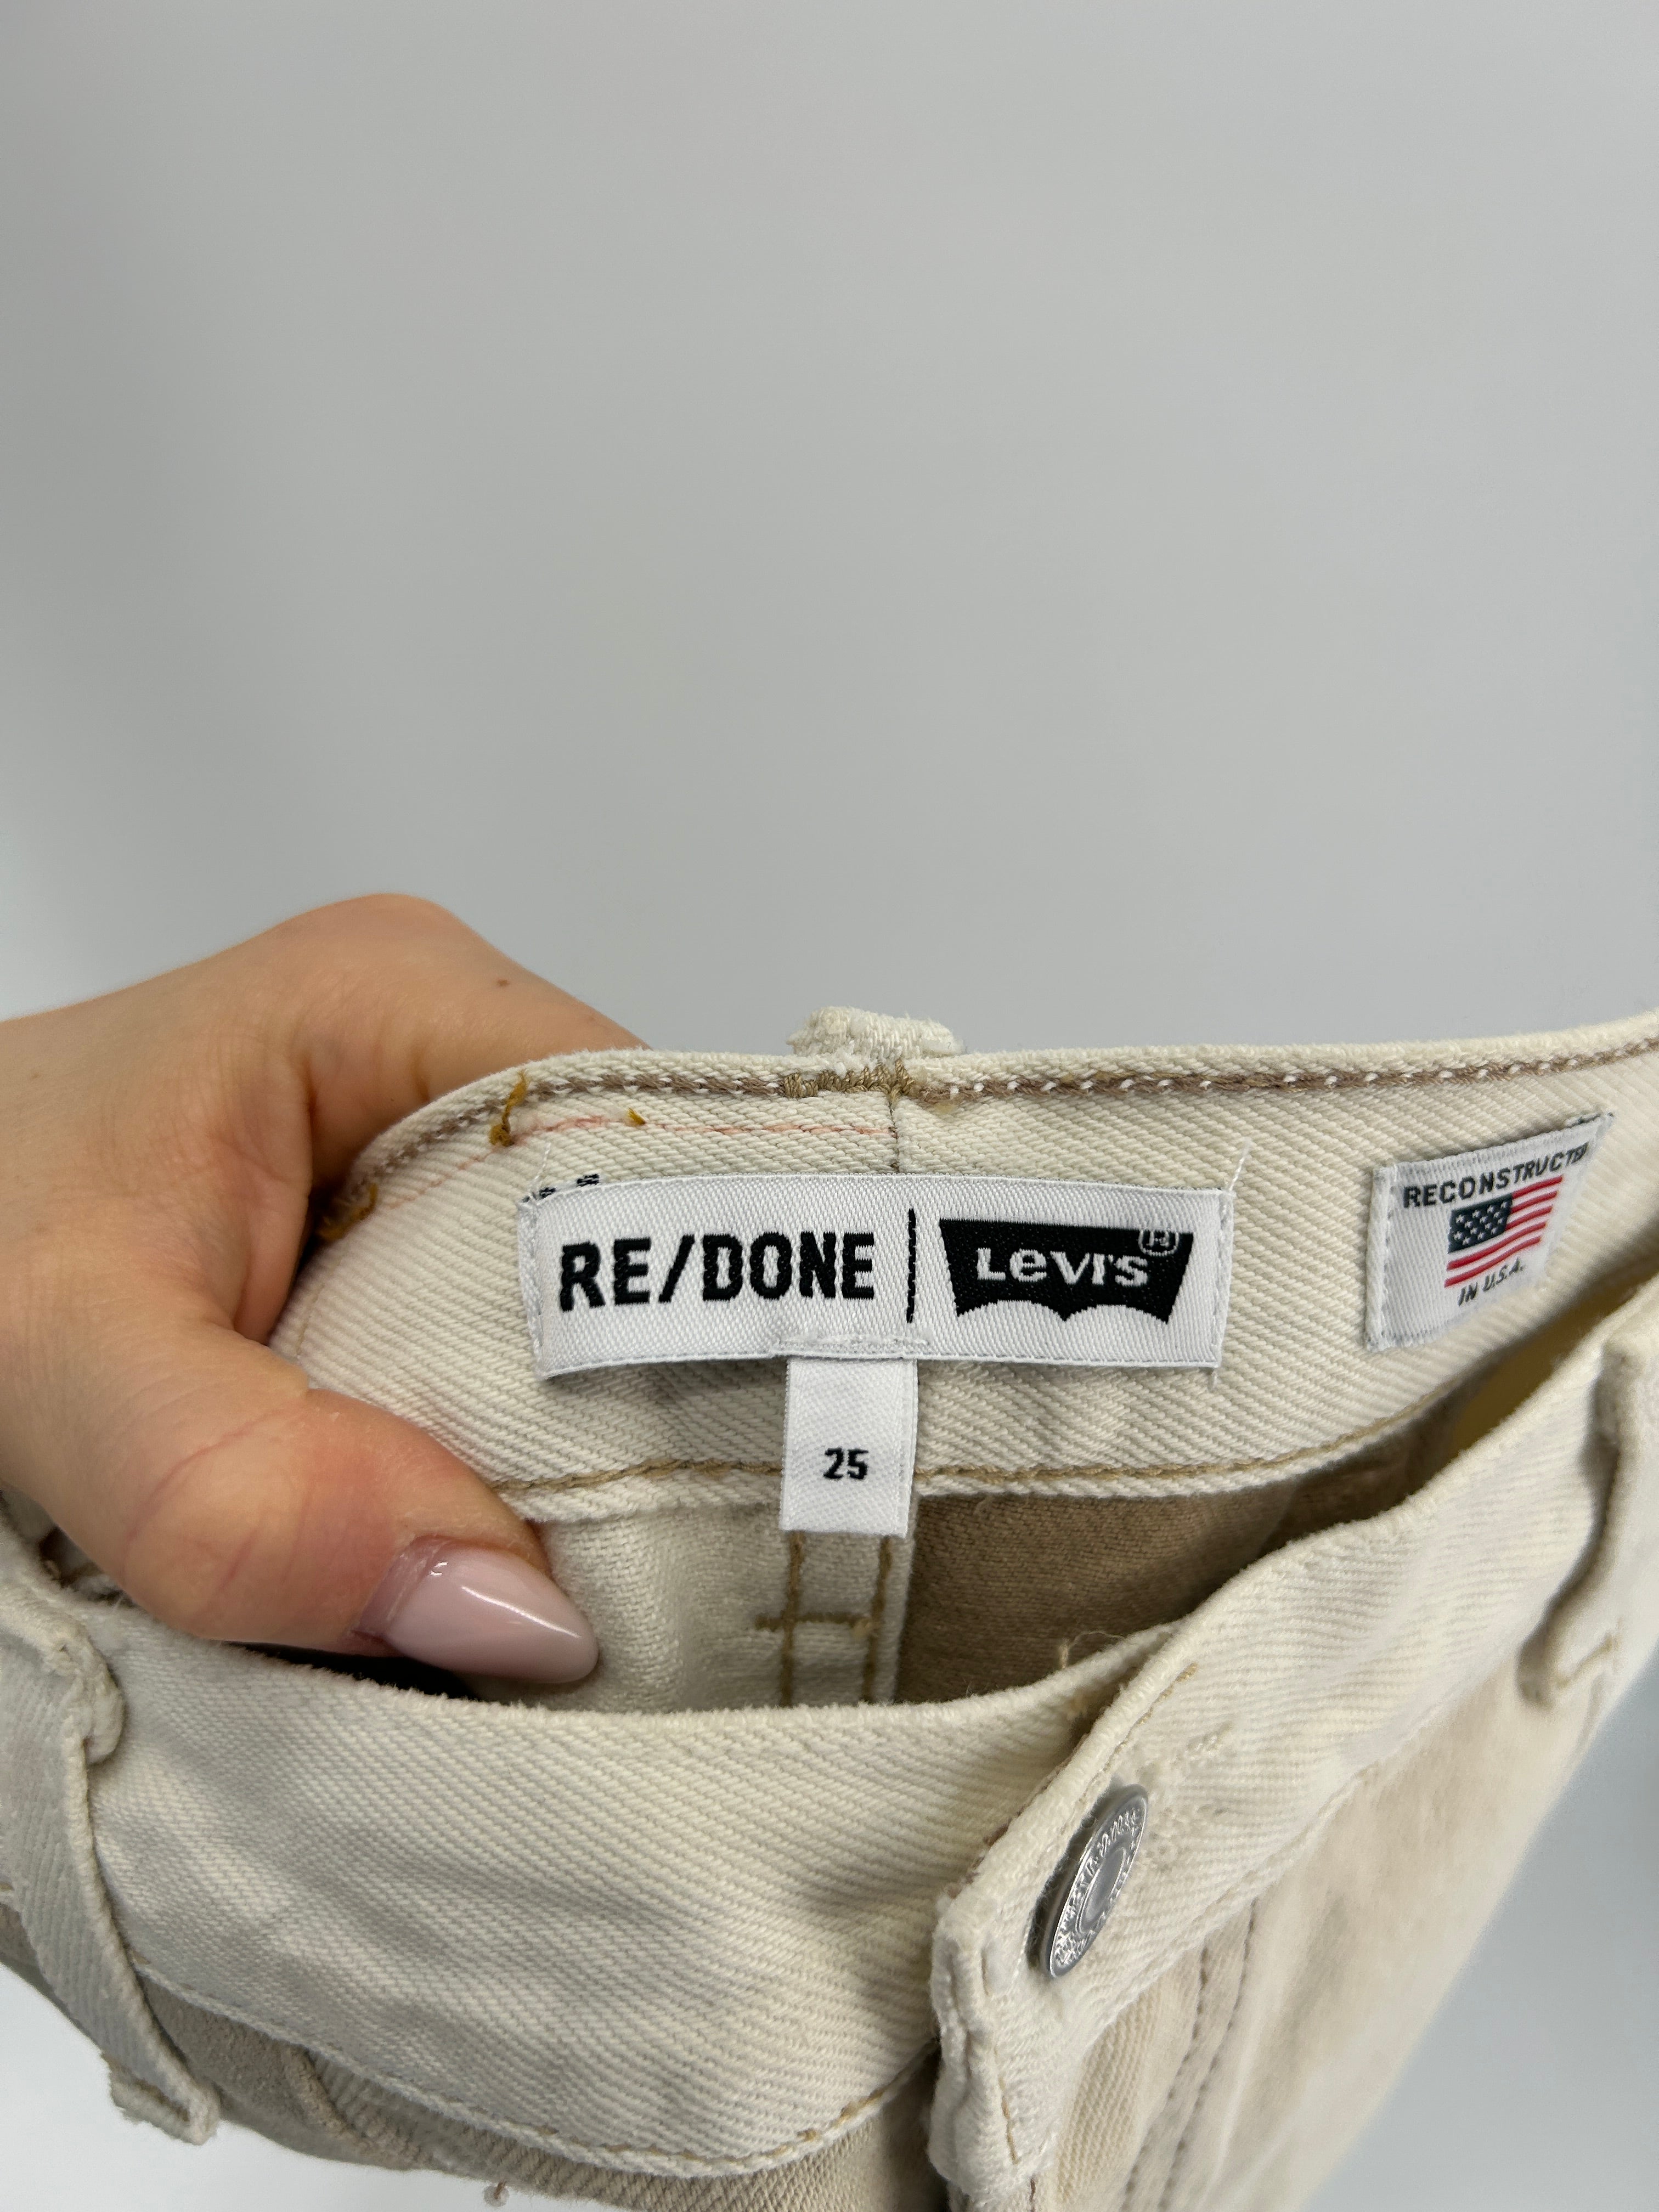 RE/DONE | LEVI'S ®
25
RECONSTRUCTED
IN U.S.A.